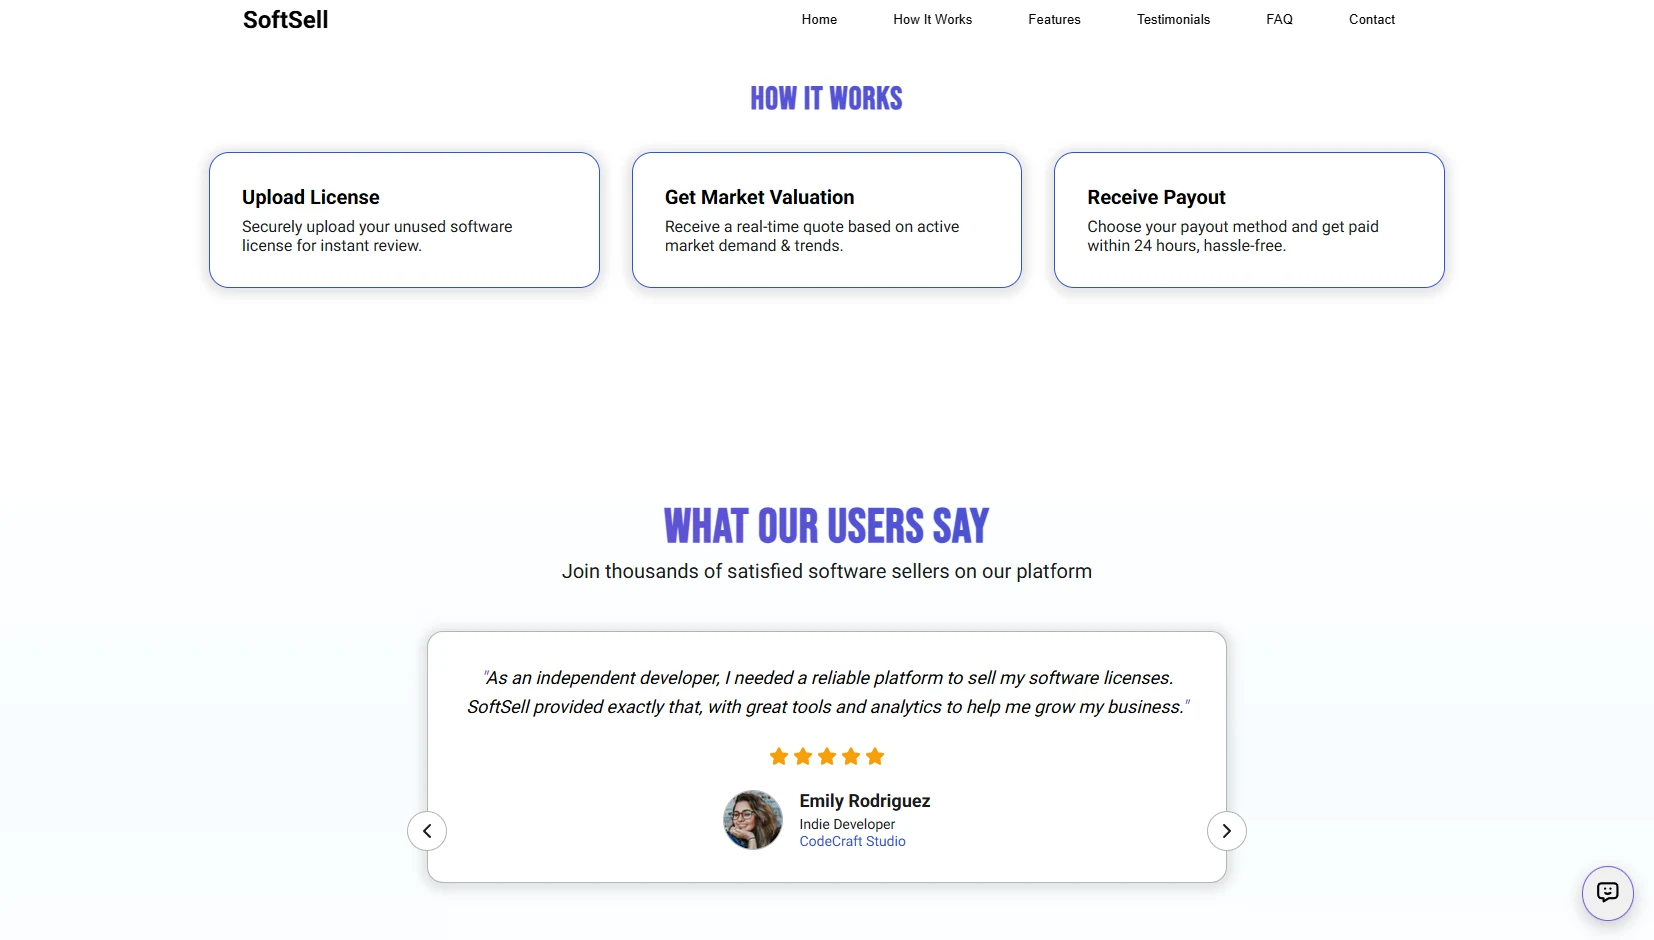 SoftSell
Home How It Works Features Testimonials FAQ Contact
HOW IT WORKS
Upload License
Securely upload your unused software
license for instant review.
Get Market Valuation
Receive a real-time quote based on active
market demand & trends.
Receive Payout
Choose your payout method and get paid
within 24 hours, hassle-free.
WHAT OUR USERS SAY
Join thousands of satisfied software sellers on our platform
"As an independent developer, I needed a reliable platform to sell my software licenses.
SoftSell provided exactly that, with great tools and analytics to help me grow my business."
Emily Rodriguez
Indie Developer
CodeCraft Studio